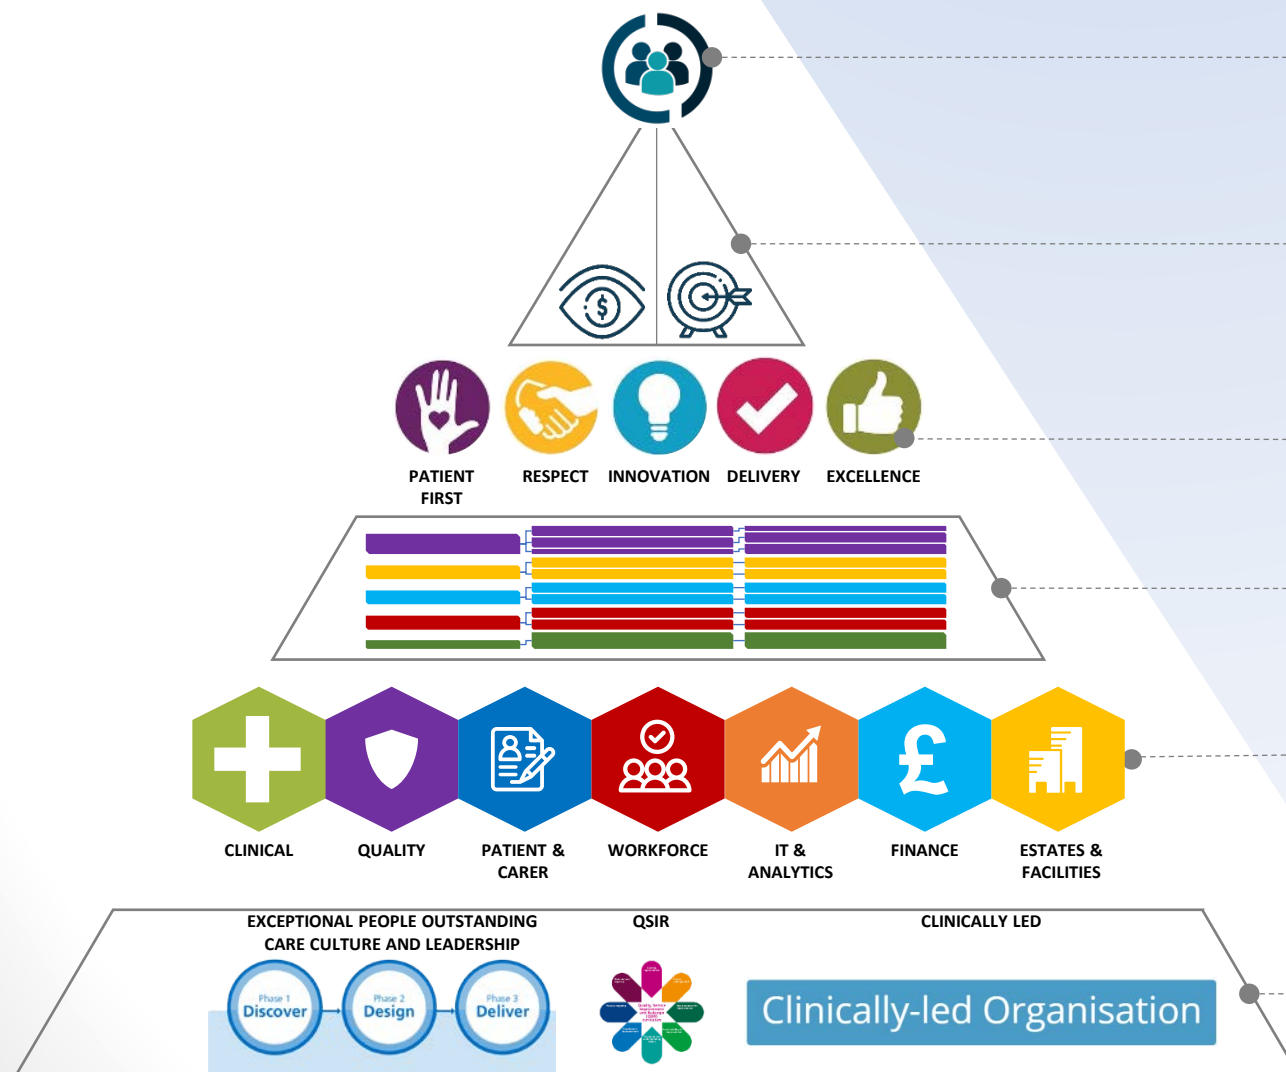 PATIENT
FIRST
RESPECT
INNOVATION
DELIVERY
EXCELLENCE
CLINICAL
QUALITY
PATIENT &
CARER
WORKFORCE
IT &
ANALYTICS
FINANCE
ESTATES &
FACILITIES
EXCEPTIONAL PEOPLE OUTSTANDING
CARE CULTURE AND LEADERSHIP
QSIR
CLINICALLY LED
Phase 1
Discover
Phase 2
Design
Phase 3
Deliver
Clinically-led Organisation